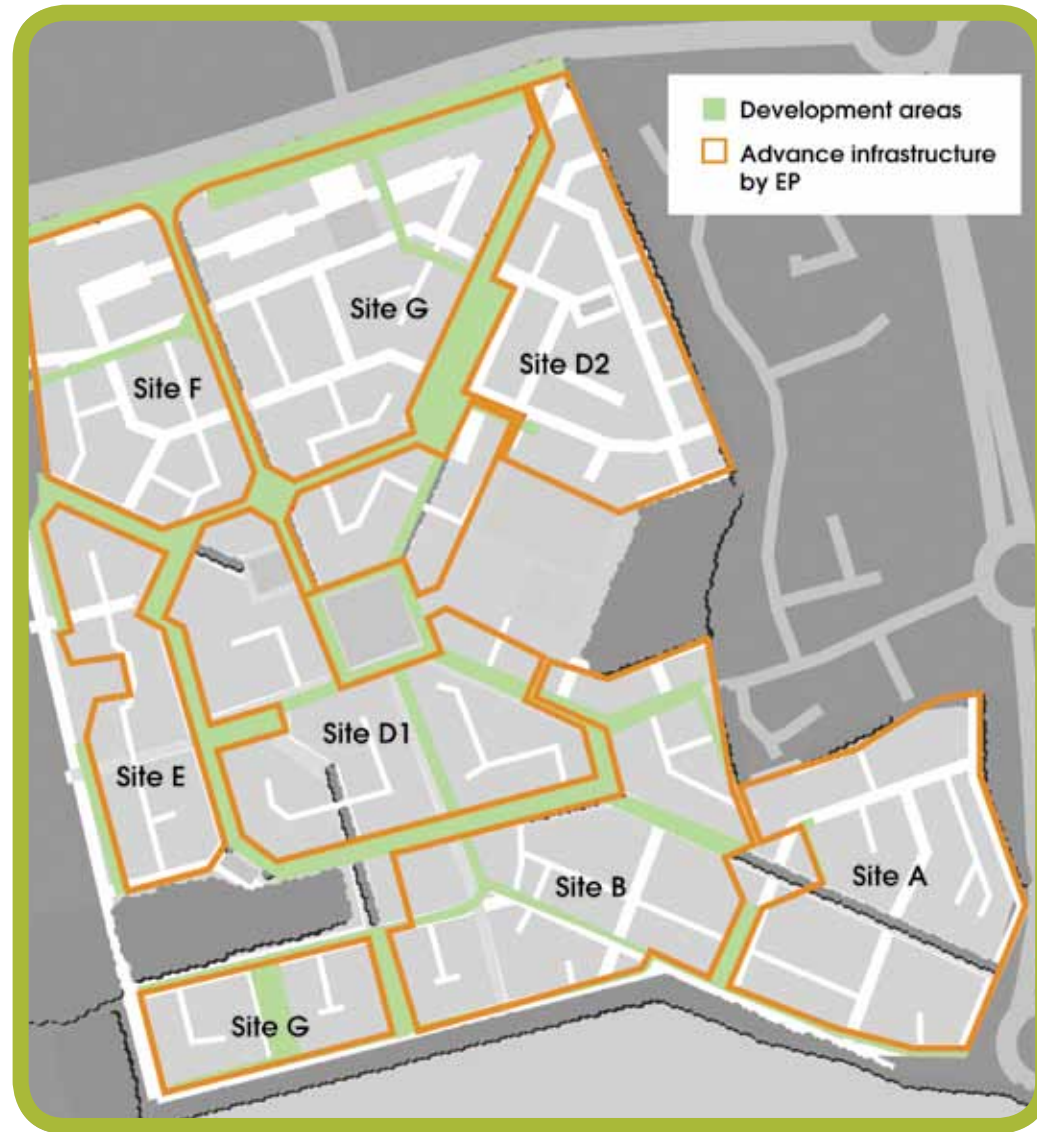 Development areas
Advance infrastructure
by EP
Site G
Site D2
Site F
Site D1
Site E
Site B
Site A
Site G